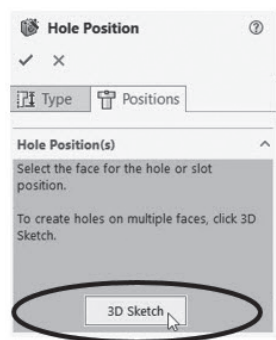 Hole Position
Type
Positions
Hole Position(s)
Select the face for the hole or slot
position.
To create holes on multiple faces, click 3D
Sketch.
3D Sketch